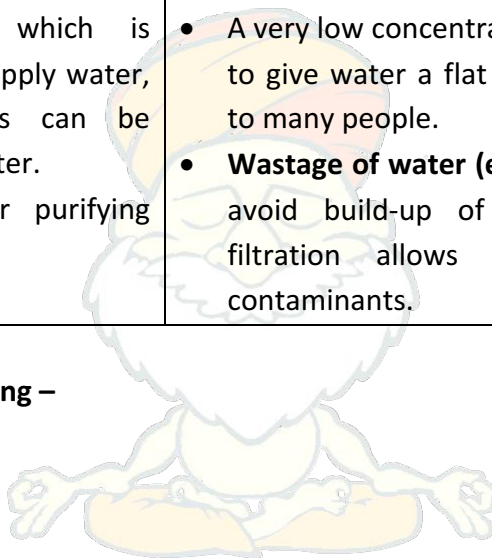 which is
pply water,
s can be
ter.
r purifying
• A very low concentra
to give water a flat
to many people.
• Wastage of water (e
avoid build-up of
filtration allows
contaminants.
ng –